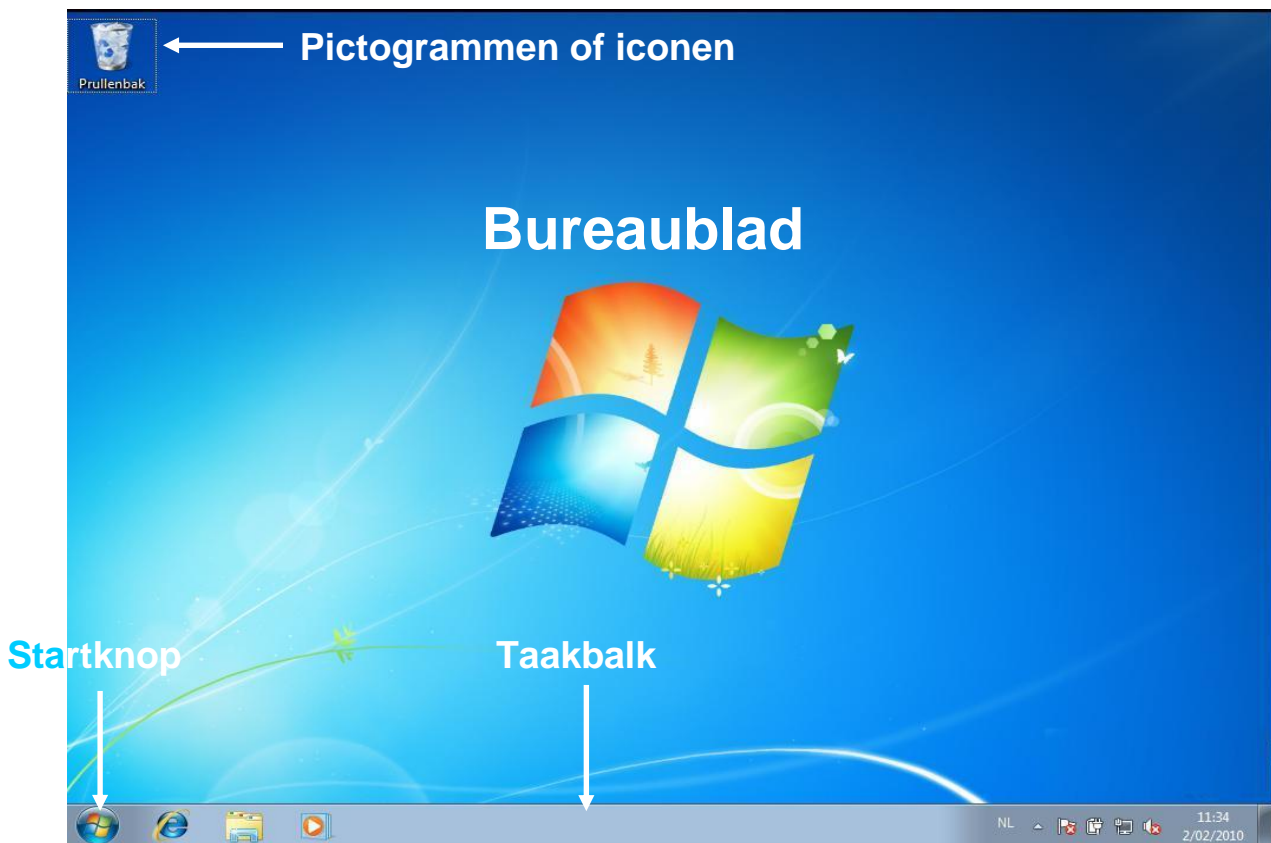 Pictogrammen of iconen
Prullenbak
Bureaublad
Startknop
Taakbalk
NL
11:34
2/02/2010